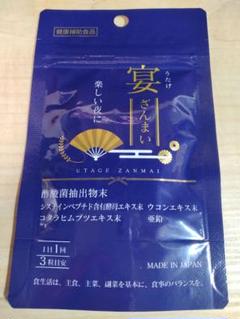 健康補助食品
うたげ
宴
ざんまい
楽しい夜に
UTAGE ZANMAI
酢酸菌抽出物末
システインペプチド含有酵母エキス末 ウコンエキス末
コタラヒムブツエキス末 亜鉛
1日1回
3粒目安
MADE IN JAPAN
食生活は、主食、主菜、副菜を基本に、食事のバランスを。